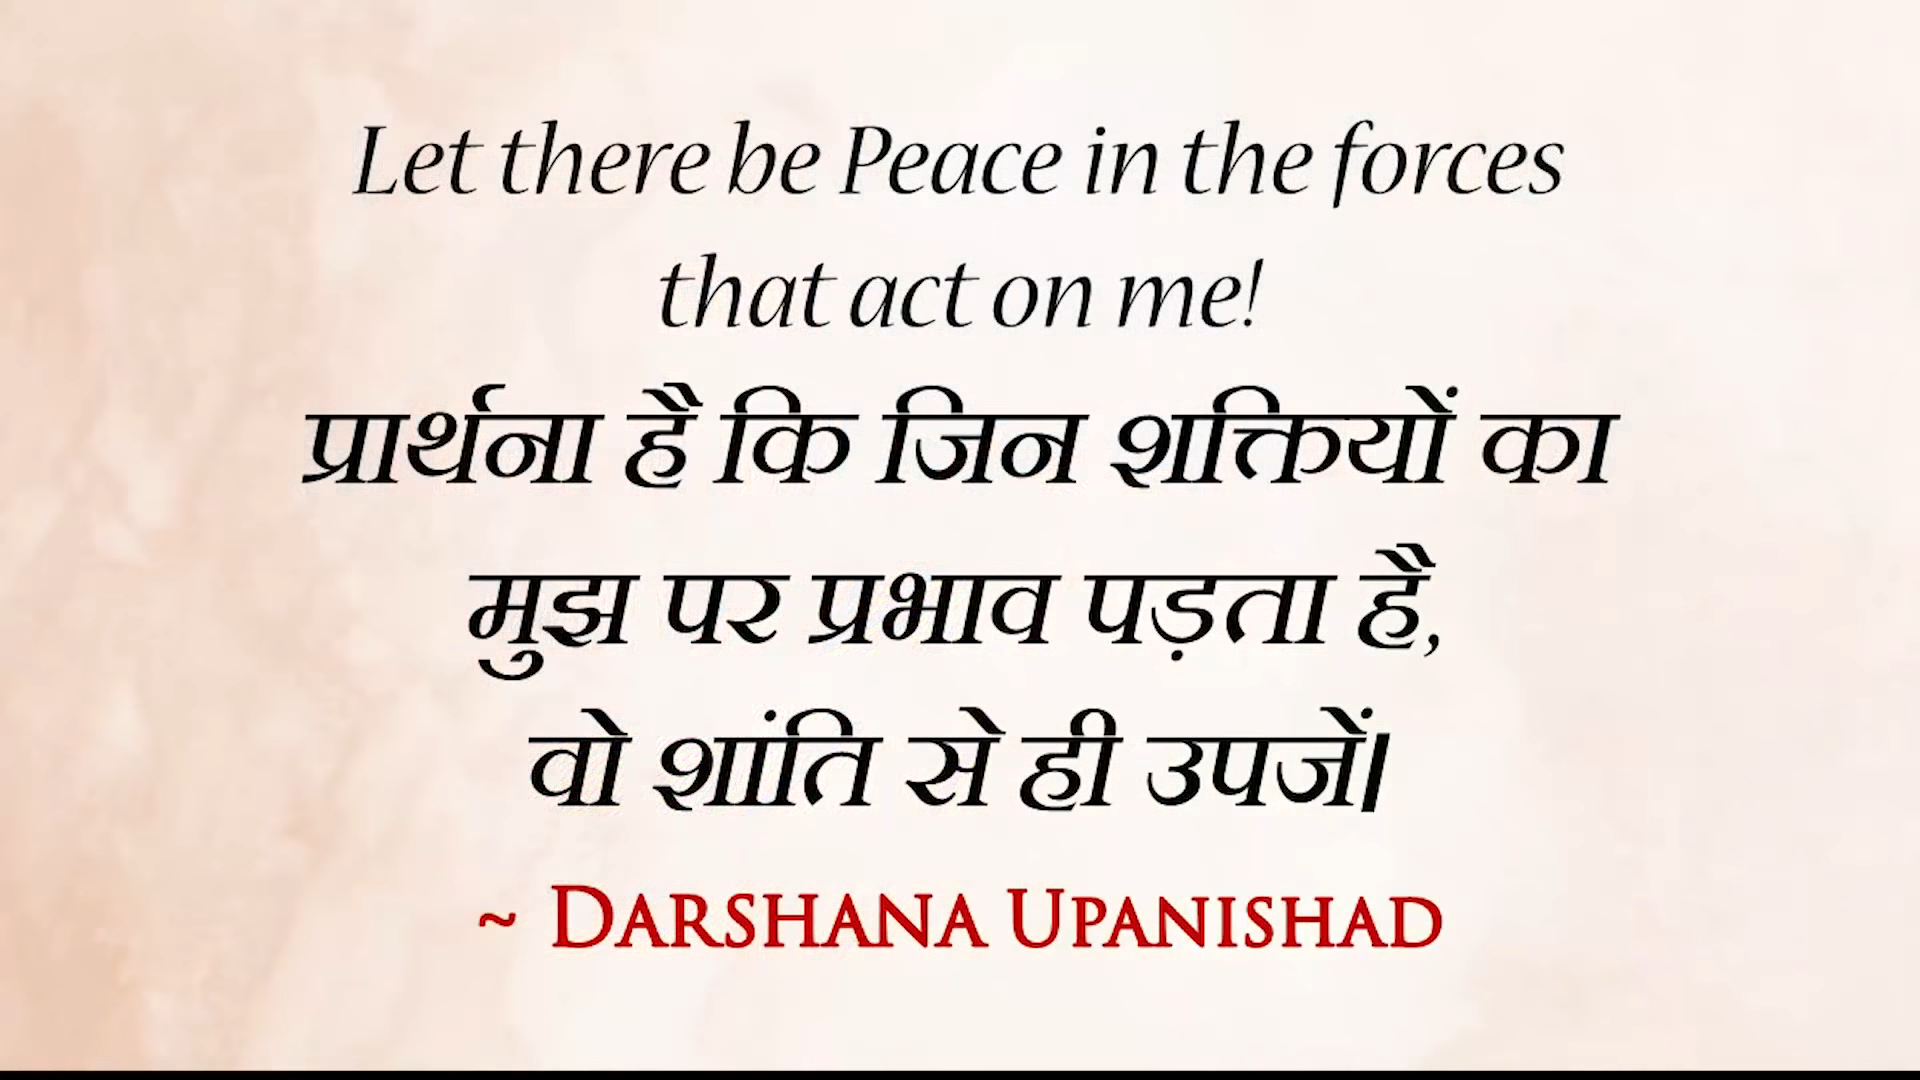 Let there be Peace in the forces
that act on me!
प्रार्थना है कि जिन शक्तियों का
मुझ पर प्रभाव पड़ता है,
वो शांति से ही उपजें।
~ DARSHANA UPANISHAD